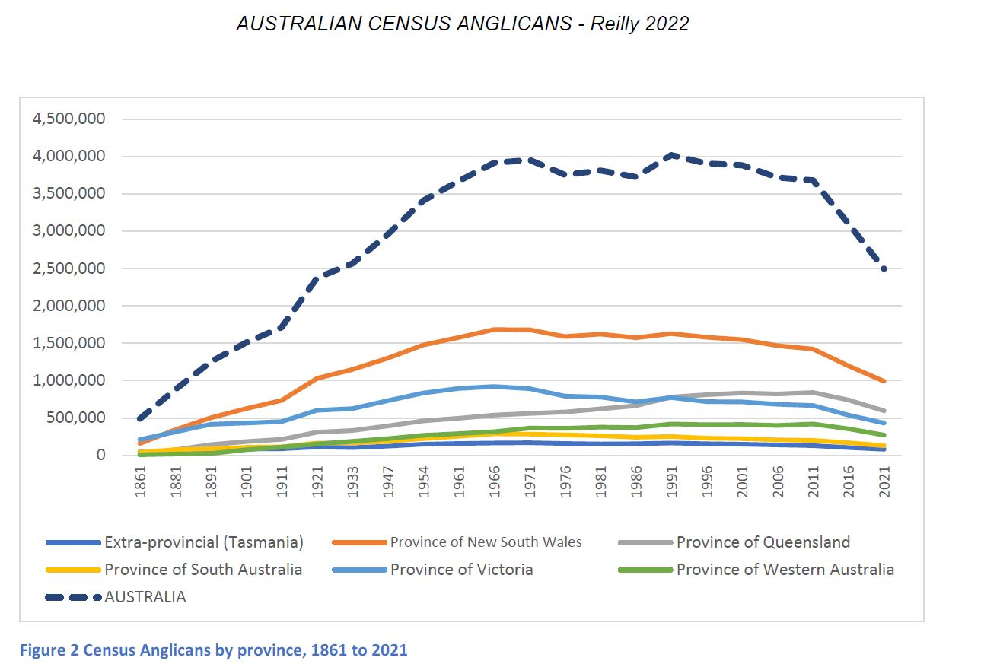 AUSTRALIAN CENSUS ANGLICANS - Reilly 2022
4,500,000
4,000,000
3,500,000
3,000,000
2,500,000
2,000,000
1,500,000
1,000,000
500,000
0
1861 1881 1891 1901 1911 1921 1933 1947 1954 1961 1966 1971 1976 1981 1986 1991 1996 2001 2006 2011 2016 2021
Extra-provincial (Tasmania) Province of New South Wales Province of Queensland
Province of South Australia Province of Victoria Province of Western Australia
AUSTRALIA
Figure 2 Census Anglicans by province, 1861 to 2021